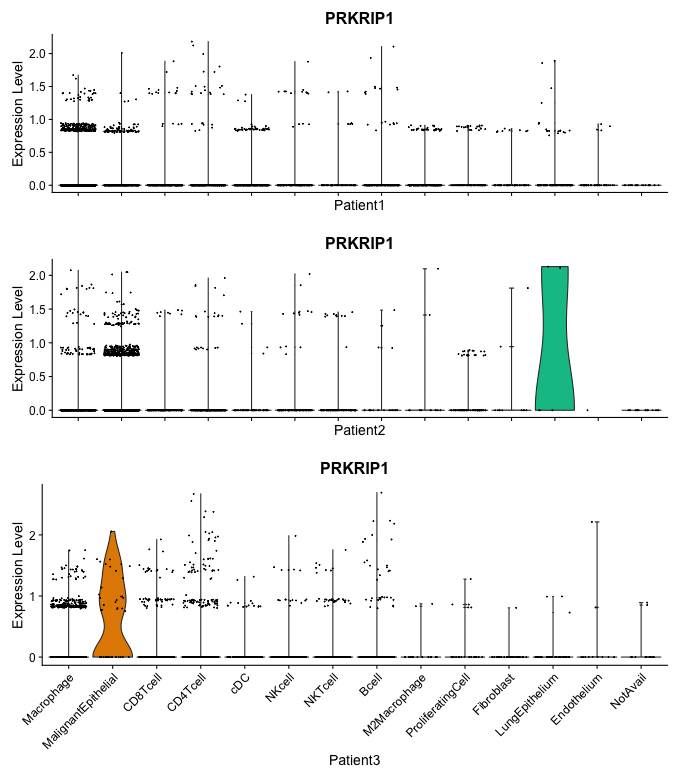 PRKRIP1
Expression Level
2.0
1.5
1.0
0.5
0.0
Patient1
PRKRIP1
Expression Level
2.0
1.5
1.0
0.5
0.0
Patient2
PRKRIP1
Expression Level
2
1
0
Macrophage
MalignantEpithelial
CD8Tcell
CD4Tcell
cDC
NKcell
NKTcell
Bcell
M2Macrophage
ProliferatingCell
Fibroblast
LungEpithelium
Endothelium
NotAvail
Patient3